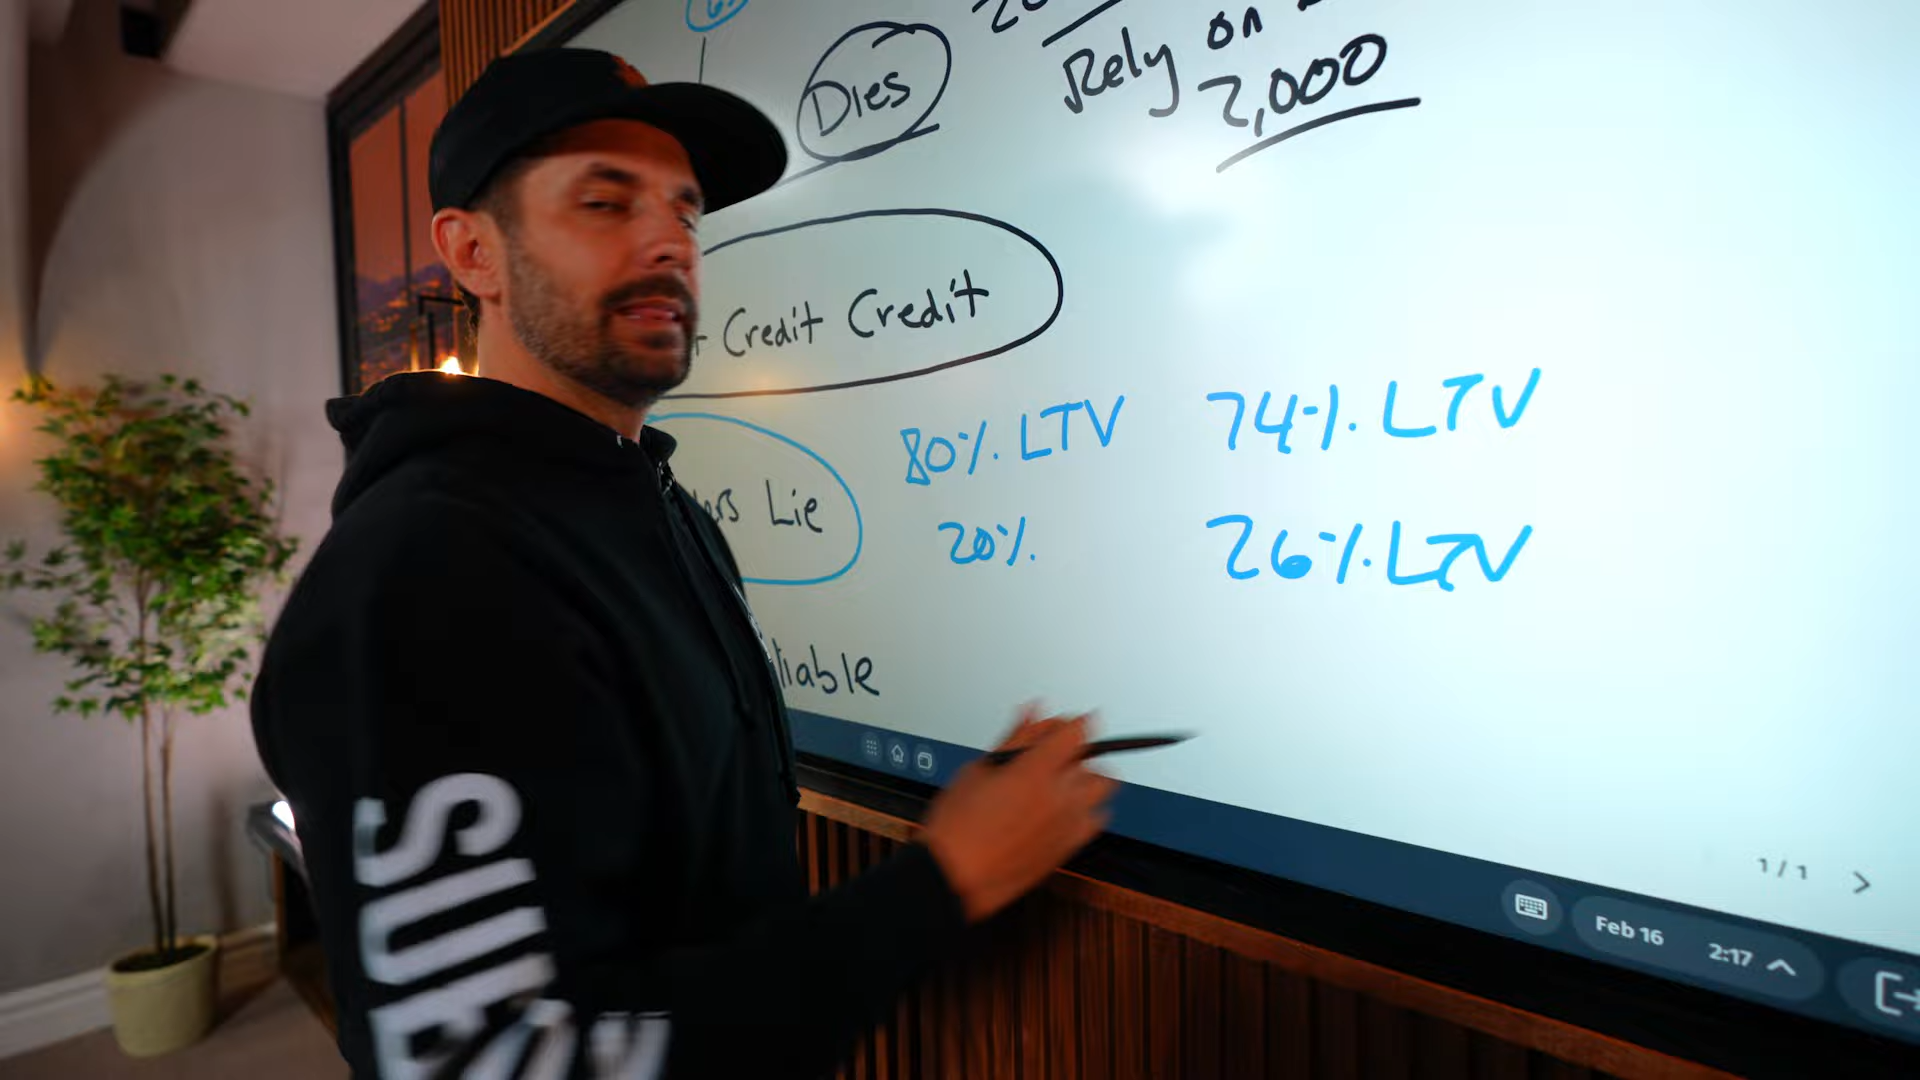 Dies
Rely on
2,000
Credit Credit
80% LTV 74% LTV
Lie
20% 26% LTV
1 / 1
Feb 16 2:17